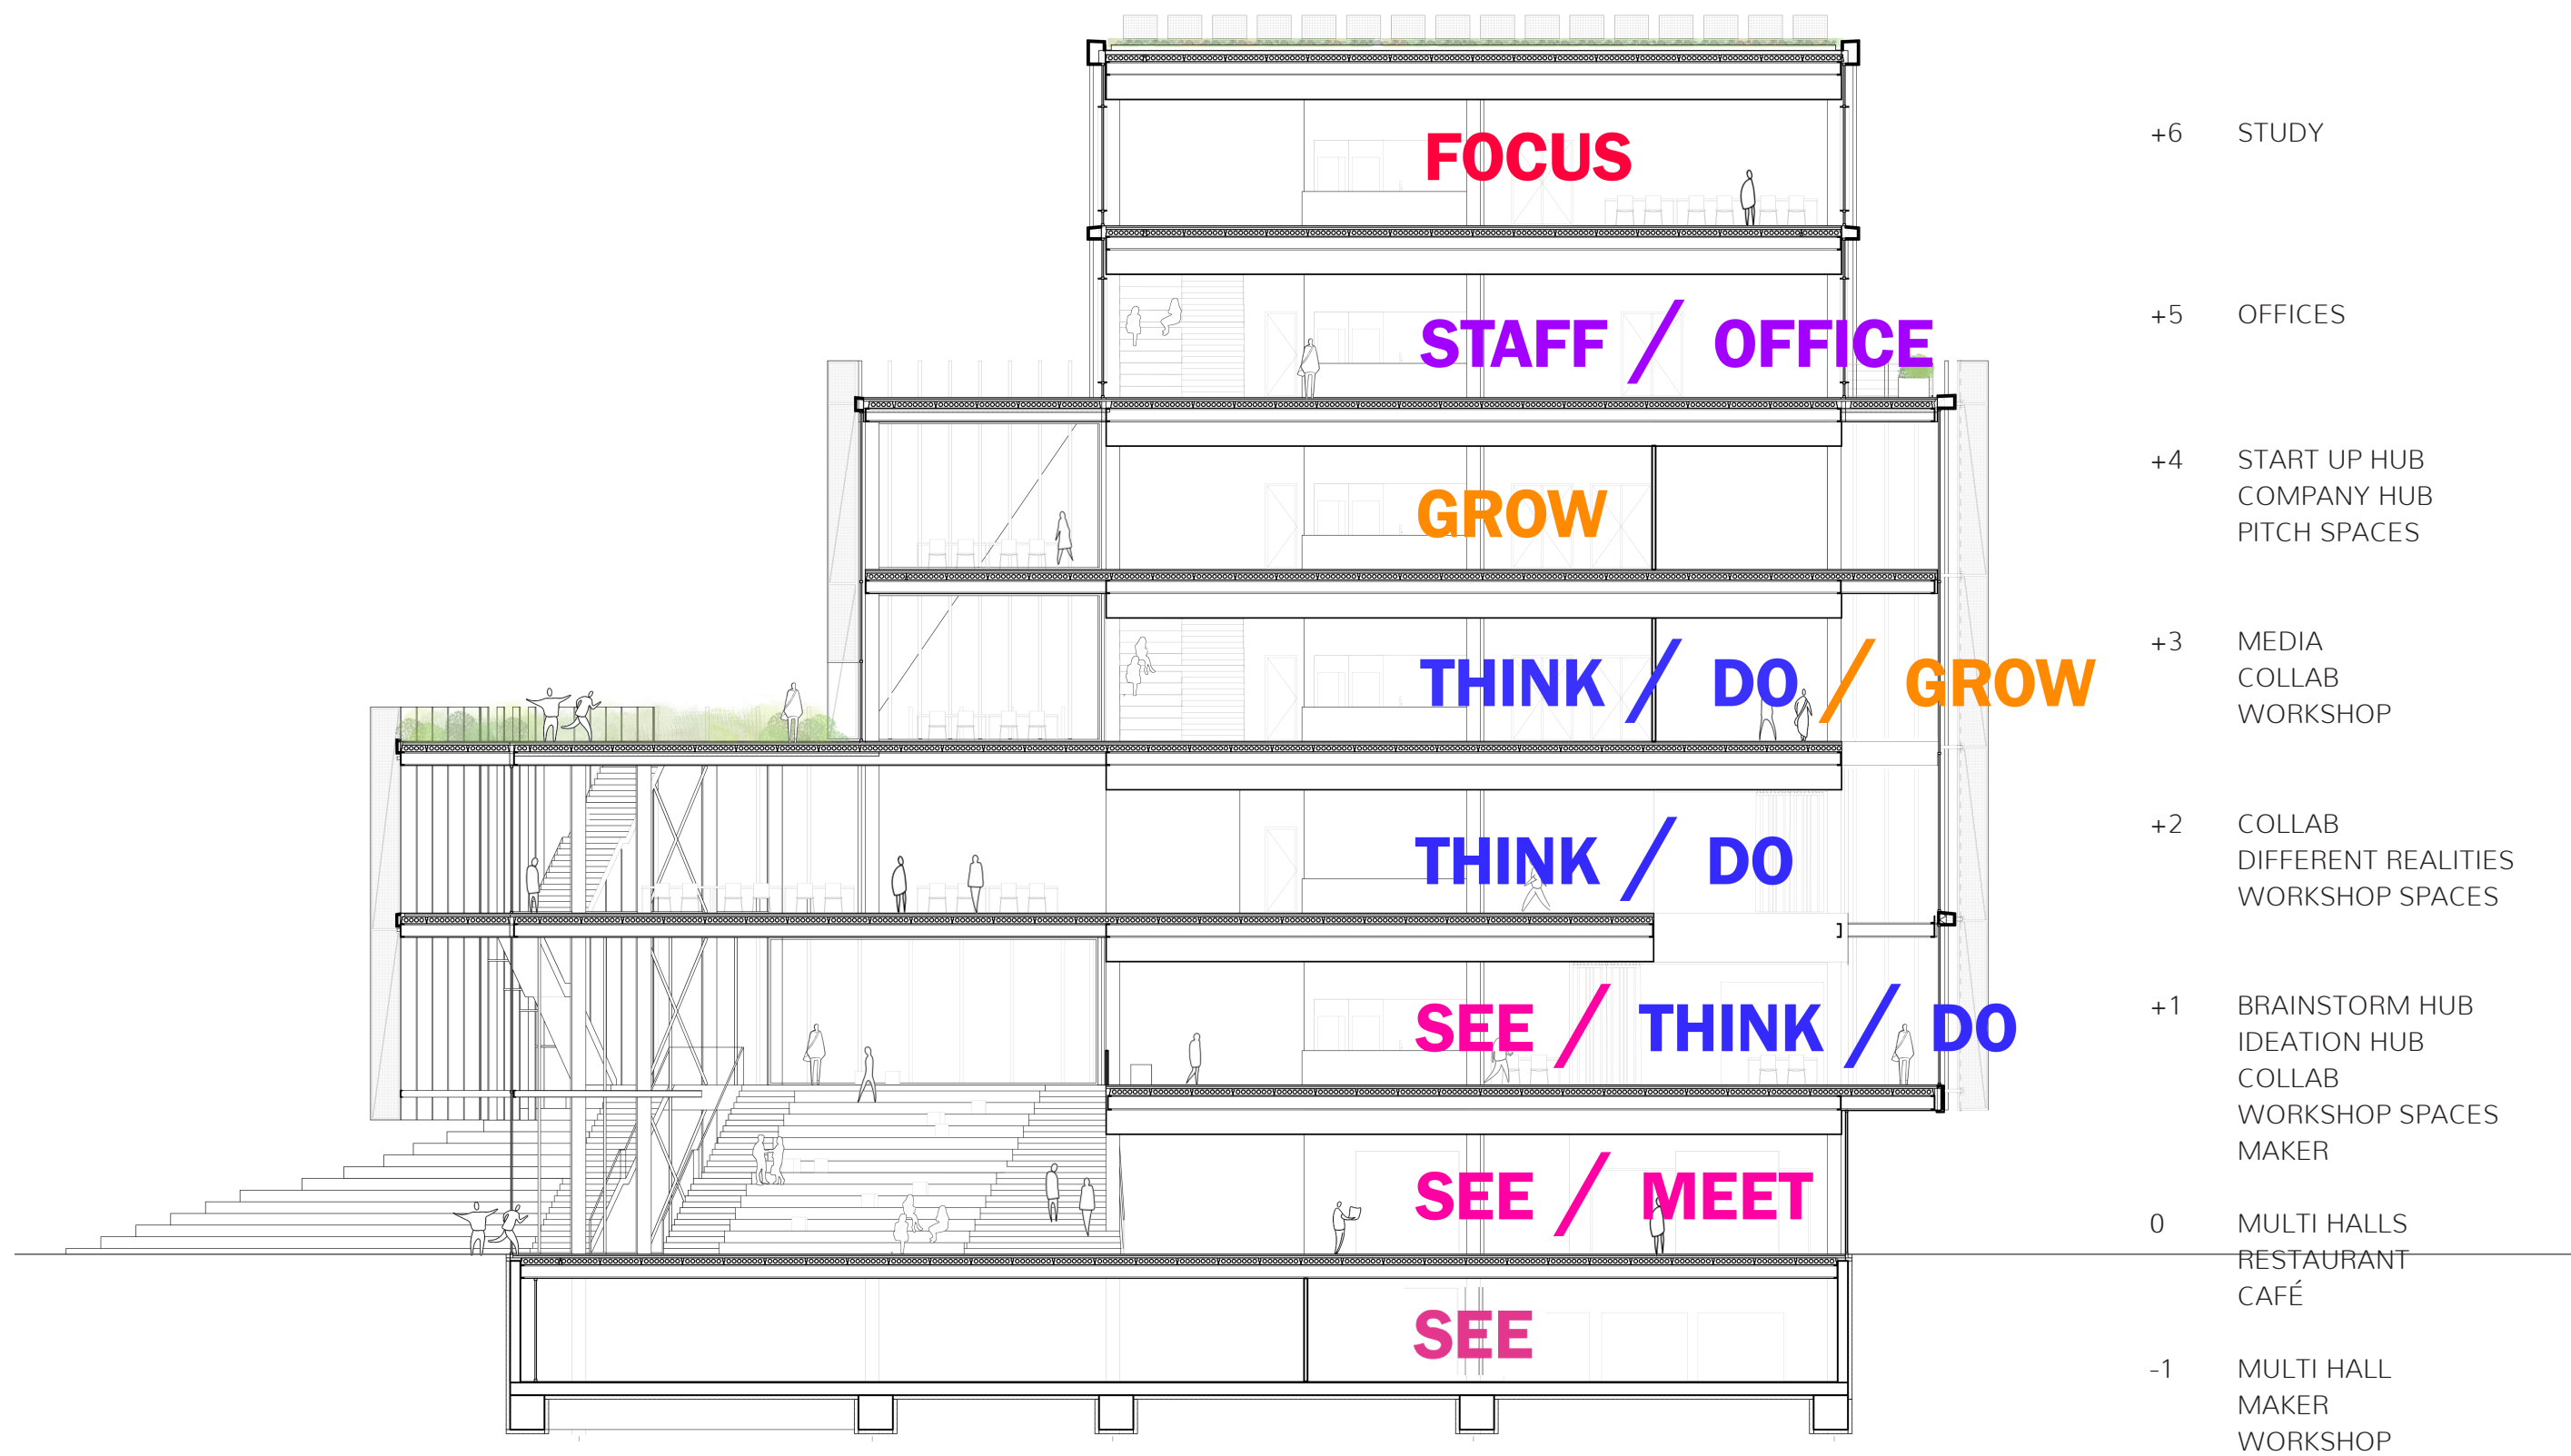 FOCUS
STAFF / OFFICE
GROW
THINK / DO / GROW
THINK / DO
SEE / THINK / DO
SEE / MEET
SEE
+6 STUDY
+5 OFFICES
+4 START UP HUB
COMPANY HUB
PITCH SPACES
+3 MEDIA
COLLAB
WORKSHOP
+2 COLLAB
DIFFERENT REALITIES
WORKSHOP SPACES
+1 BRAINSTORM HUB
IDEATION HUB
COLLAB
WORKSHOP SPACES
MAKER
0 MULTI HALLS
RESTAURANT
CAFÉ
-1 MULTI HALL
MAKER
WORKSHOP